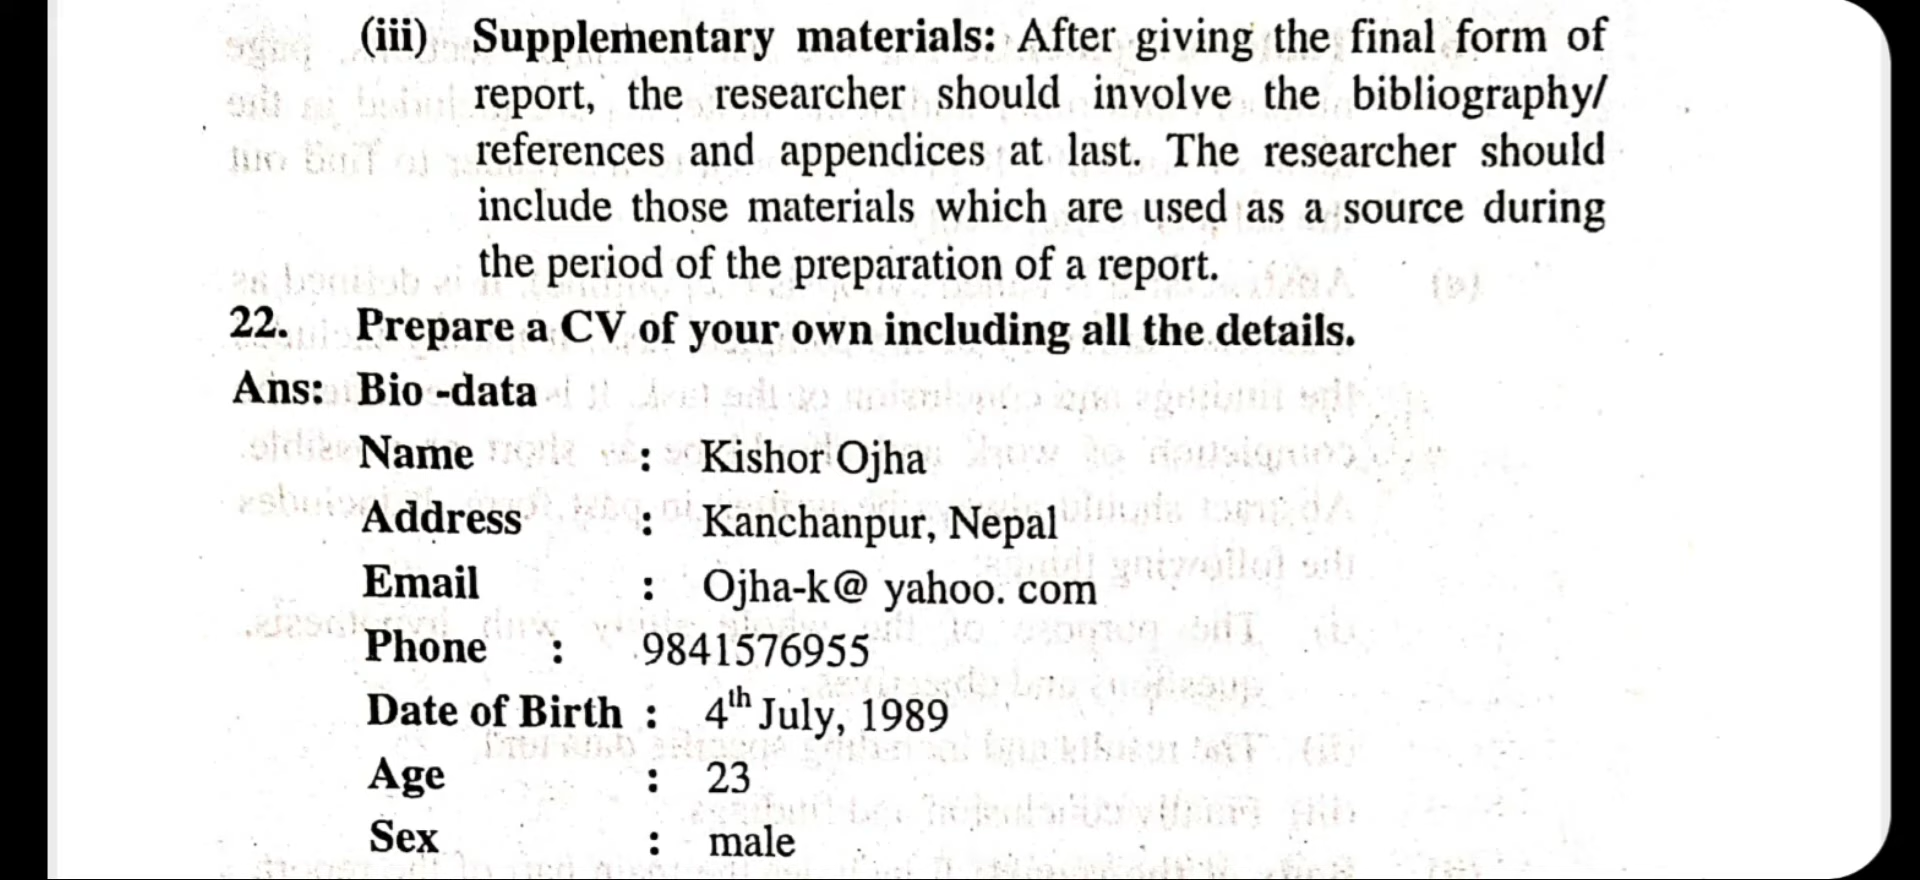 (iii) Supplementary materials: After giving the final form of
report, the researcher should involve the bibliography/
references and appendices at last. The researcher should
include those materials which are used as a source during
the period of the preparation of a report.
22. Prepare a CV of your own including all the details.
Ans: Bio -data
Name : Kishor Ojha
Address : Kanchanpur, Nepal
Email : Ojha-k@ yahoo. com
Phone : 9841576955
Date of Birth : 4th July, 1989
Age : 23
Sex : male